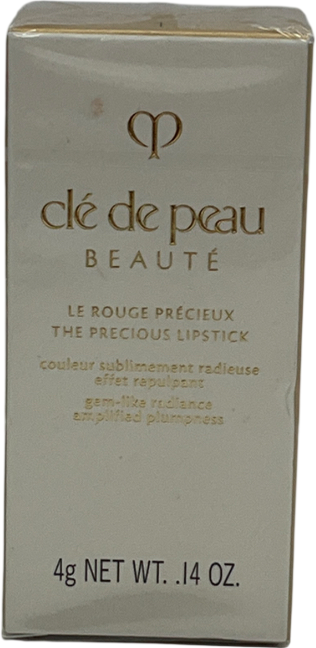 clé de peau
BEAUTÉ
LE ROUGE PRÉCIEUX
THE PRECIOUS LIPSTICK
couleur sublimement radieuse
effet repulpant
gem-like radiance
amplified plumpness
4g NET WT. .14 OZ.